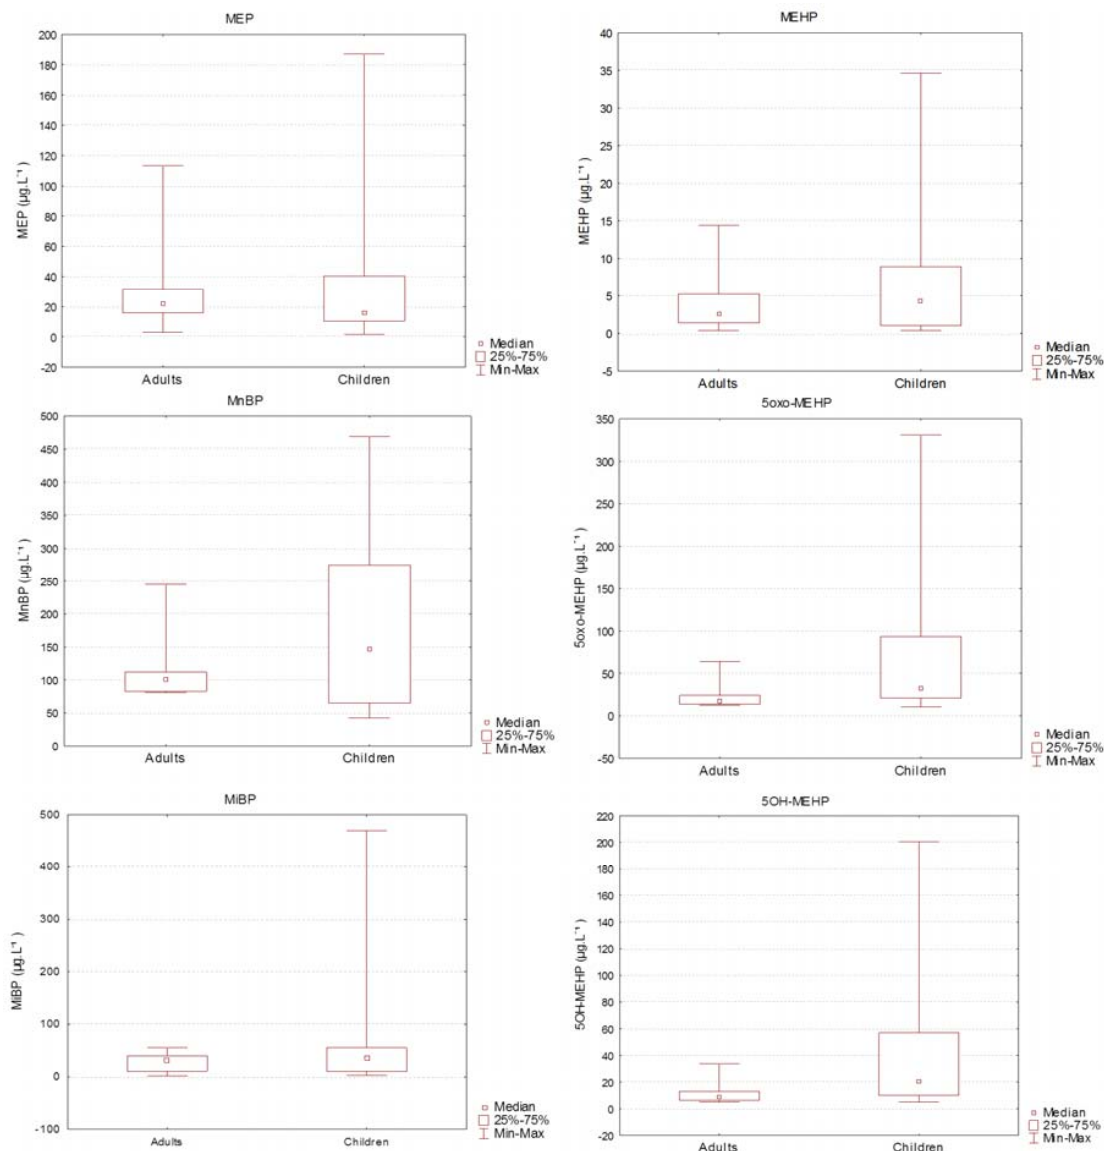 MEP
200
180
160
140
120
100
80
60
40
20
0
-20
MEP (µg.L⁻¹)
Adults
Children
Median
25%-75%
Min-Max
MEHP
40
35
30
25
20
15
10
5
0
-5
MEHP (µg.L⁻¹)
Adults
Children
Median
25%-75%
Min-Max
MnBP
500
450
400
350
300
250
200
150
100
50
0
MnBP (µg.L⁻¹)
Adults
Children
Median
25%-75%
Min-Max
5oxo-MEHP
350
300
250
200
150
100
50
0
-50
5oxo-MEHP (µg.L⁻¹)
Adults
Children
Median
25%-75%
Min-Max
MiBP
500
400
300
200
100
0
-100
MiBP (µg.L⁻¹)
Adults
Children
Median
25%-75%
Min-Max
5OH-MEHP
220
200
180
160
140
120
100
80
60
40
20
0
-20
5OH-MEHP (µg.L⁻¹)
Adults
Children
Median
25%-75%
Min-Max